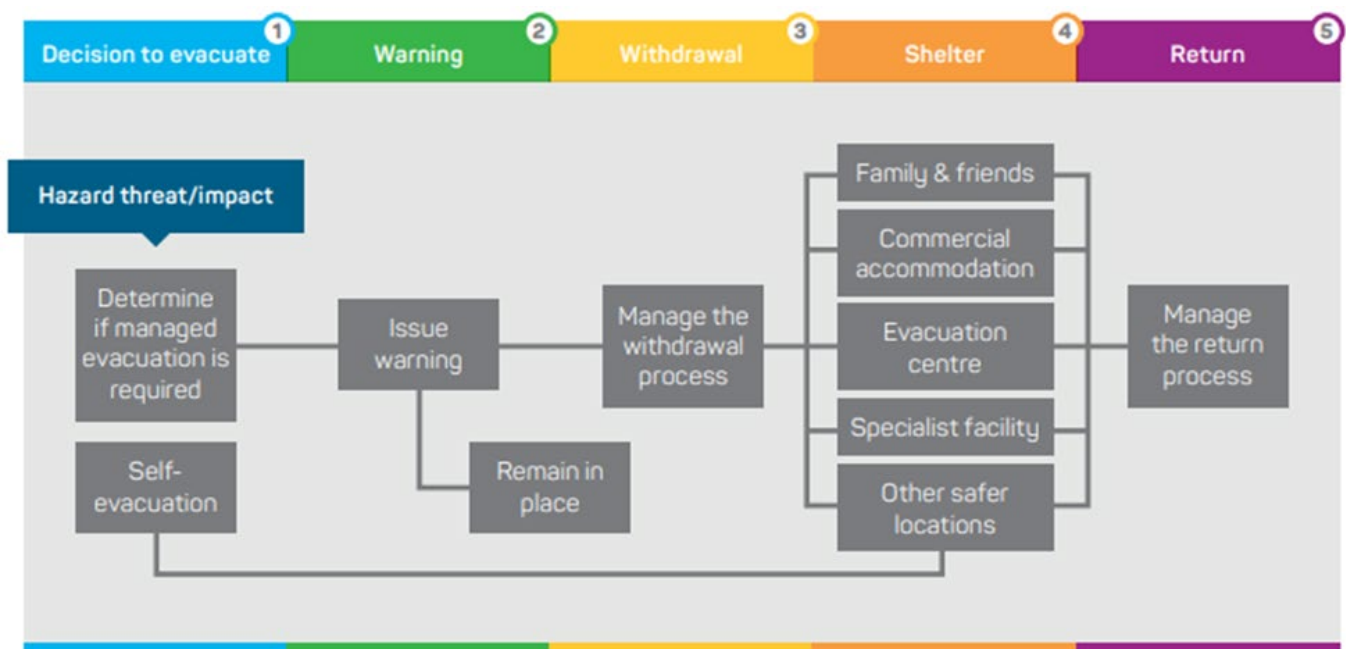 1
2
3
4
5
Decision to evacuate
Warning
Withdrawal
Shelter
Return
Hazard threat/impact
Determine
if managed
evacuation is
required
Self-
evacuation
Issue
warning
Remain in
place
Manage the
withdrawal
process
Family & friends
Commercial
accommodation
Evacuation
centre
Specialist facility
Other safer
locations
Manage
the return
process